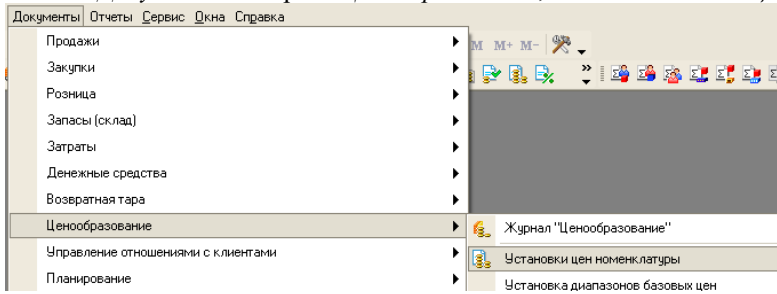 Документы Отчеты Сервис Окна Справка
Продажи
M M+ M-
Закупки
Розница
Запасы (склад)
Затраты
Денежные средства
Возвратная тара
Ценообразование
Журнал "Ценообразование"
Управление отношениями с клиентами
Установки цен номенклатуры
Планирование
Установка диапазонов базовых цен